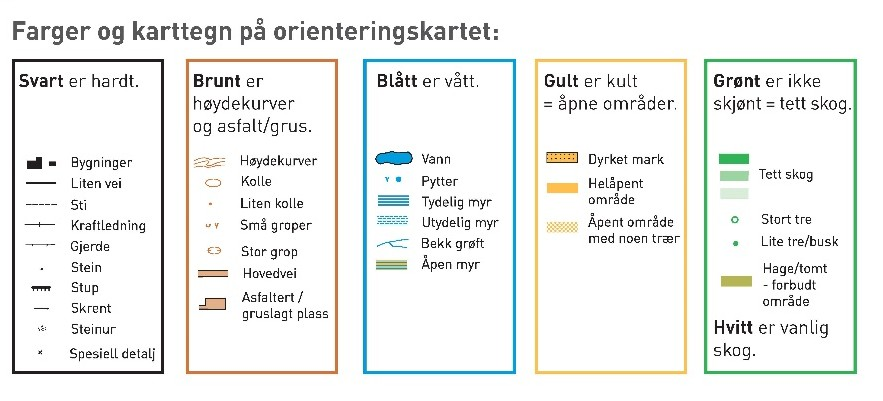 Farger og karttegn på orienteringskartet:
Svart er hardt.
Bygninger
Liten vei
Sti
Kraftledning
Gjerde
Stein
Stup
Skrent
Steinur
Spesiell detalj
Brunt er
høydekurver
og asfalt/grus.
Høydekurver
Kolle
Liten kolle
Små groper
Stor grop
Hovedvei
Asfaltert /
gruslagt plass
Blått er vått.
Vann
Pytter
Tydelig myr
Utydelig myr
Bekk grøft
Åpen myr
Gult er kult
= åpne områder.
Dyrket mark
Helåpent
område
Åpent område
med noen trær
Grønt er ikke
skjønt = tett skog.
Tett skog
Stort tre
Lite tre/busk
Hage/tomt
- forbudt
område
Hvitt er vanlig
skog.